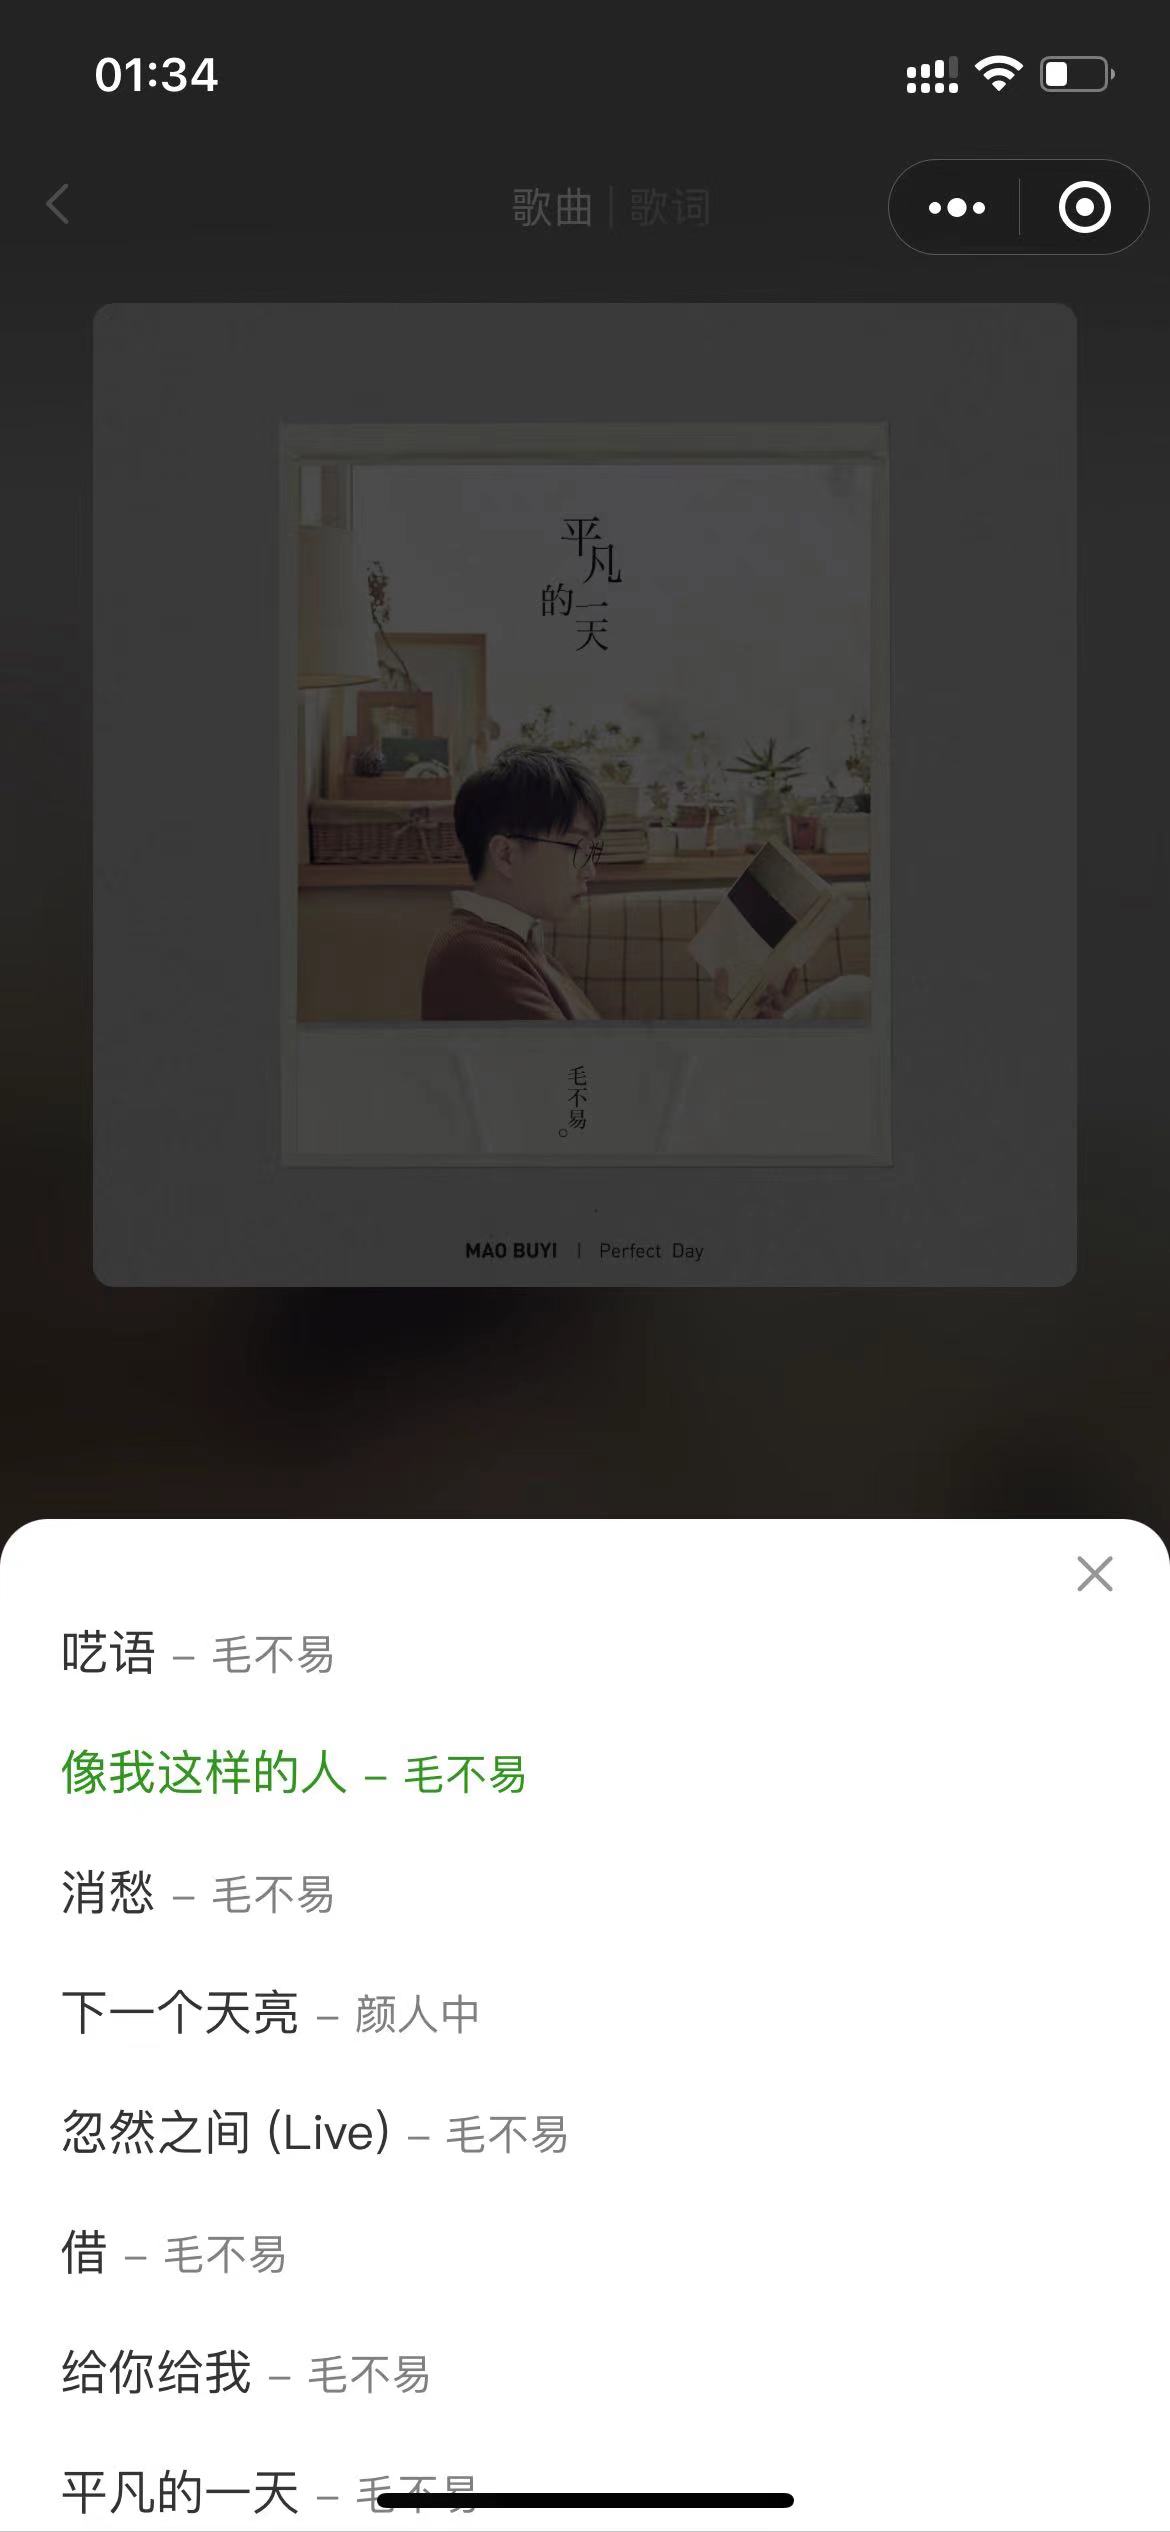 01:34
歌曲 | 歌词
平凡的一天
毛不易。
MAO BUYI | Perfect Day
呓语 – 毛不易
像我这样的人 – 毛不易
消愁 – 毛不易
下一个天亮 – 颜人中
忽然之间 (Live) – 毛不易
借 – 毛不易
给你给我 – 毛不易
平凡的一天 – 毛不易